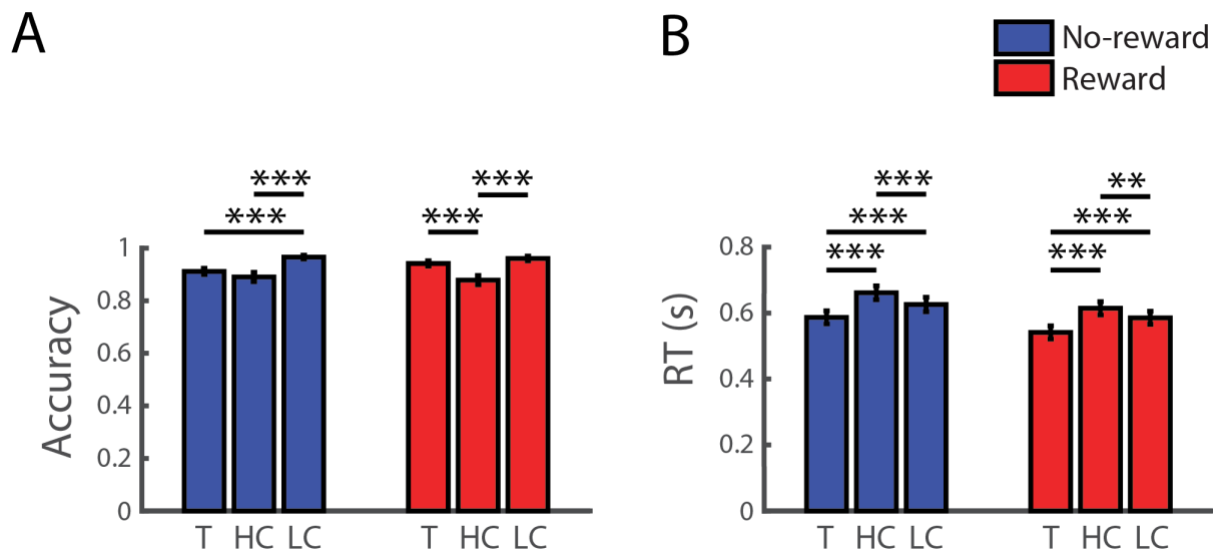 A
B
No-reward
Reward
***
***
***
***
Accuracy
1
0.8
0.6
0.4
0.2
0
T HC LC
T HC LC
***
***
***
**
***
***
RT (s)
0.8
0.6
0.4
0.2
0
T HC LC
T HC LC